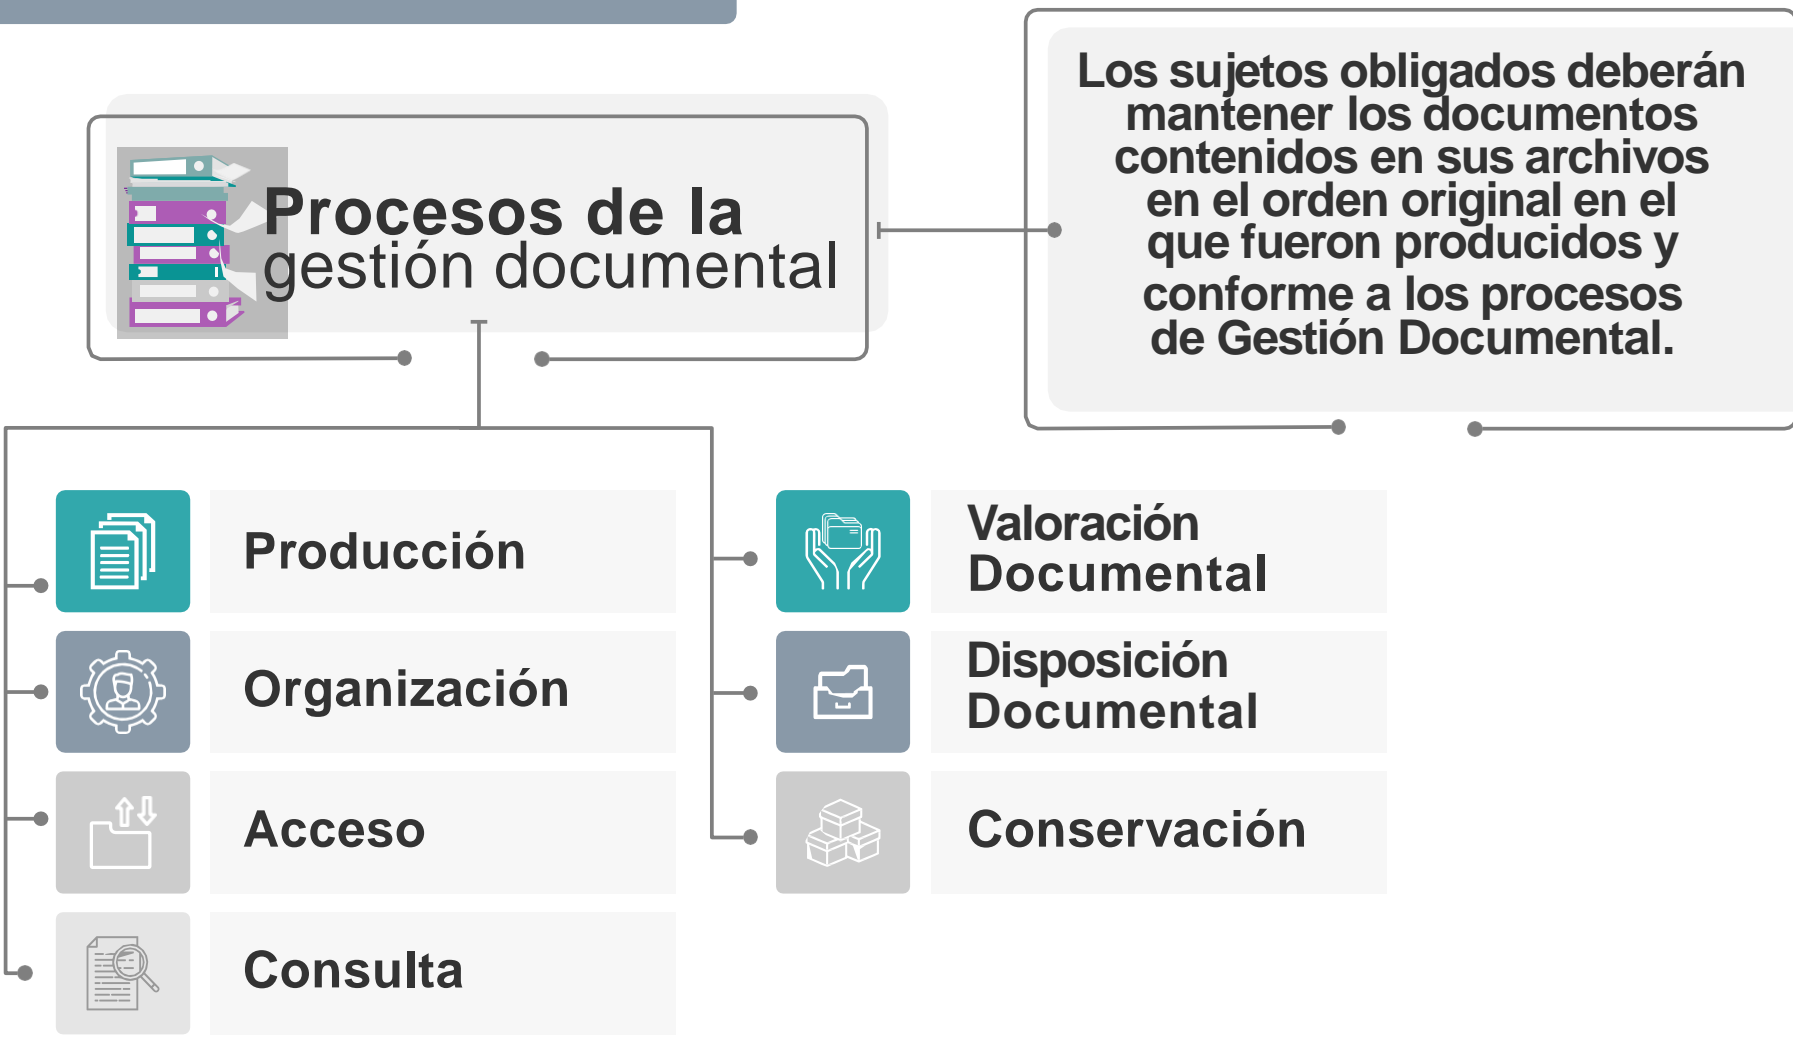 Procesos de la
gestión documental
Los sujetos obligados deberán
mantener los documentos
contenidos en sus archivos
en el orden original en el
que fueron producidos y
conforme a los procesos
de Gestión Documental.
Producción
Organización
Acceso
Consulta
Valoración
Documental
Disposición
Documental
Conservación